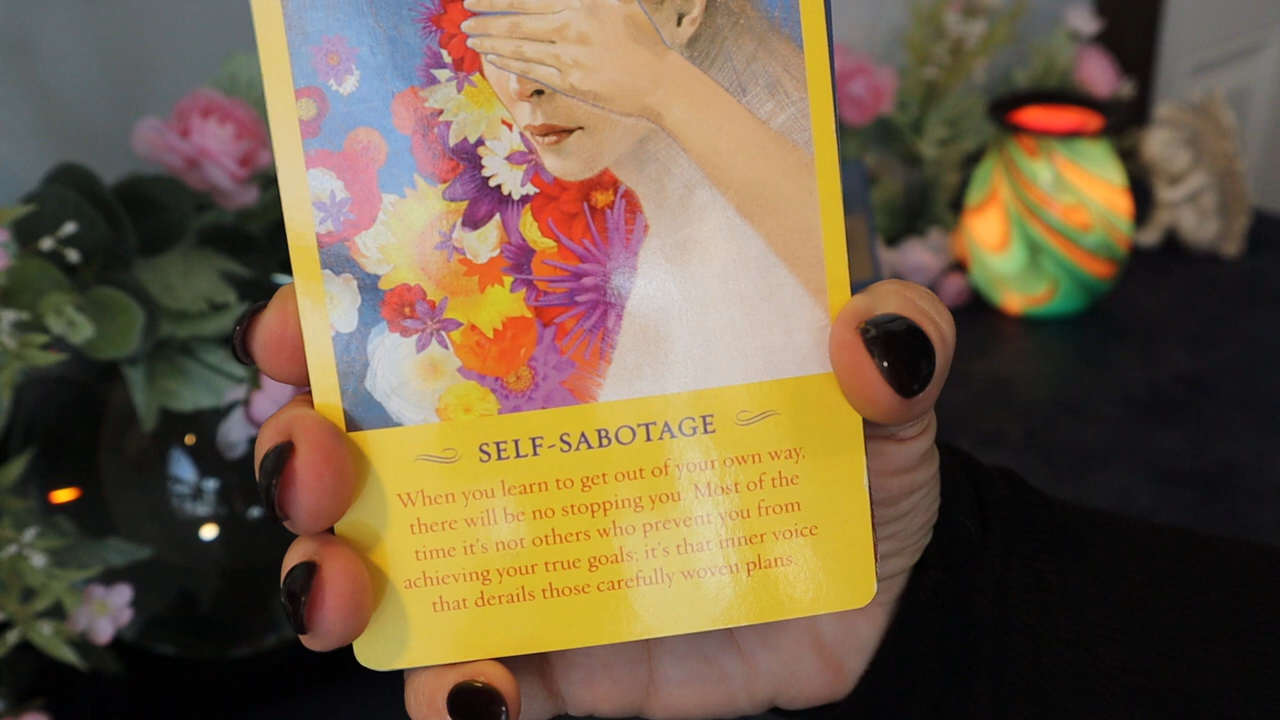 SELF-SABOTAGE
When you learn to get out of your own way,
there will be no stopping you. Most of the
time it's not others who prevent you from
achieving your true goals; it's that inner voice
that derails those carefully woven plans.